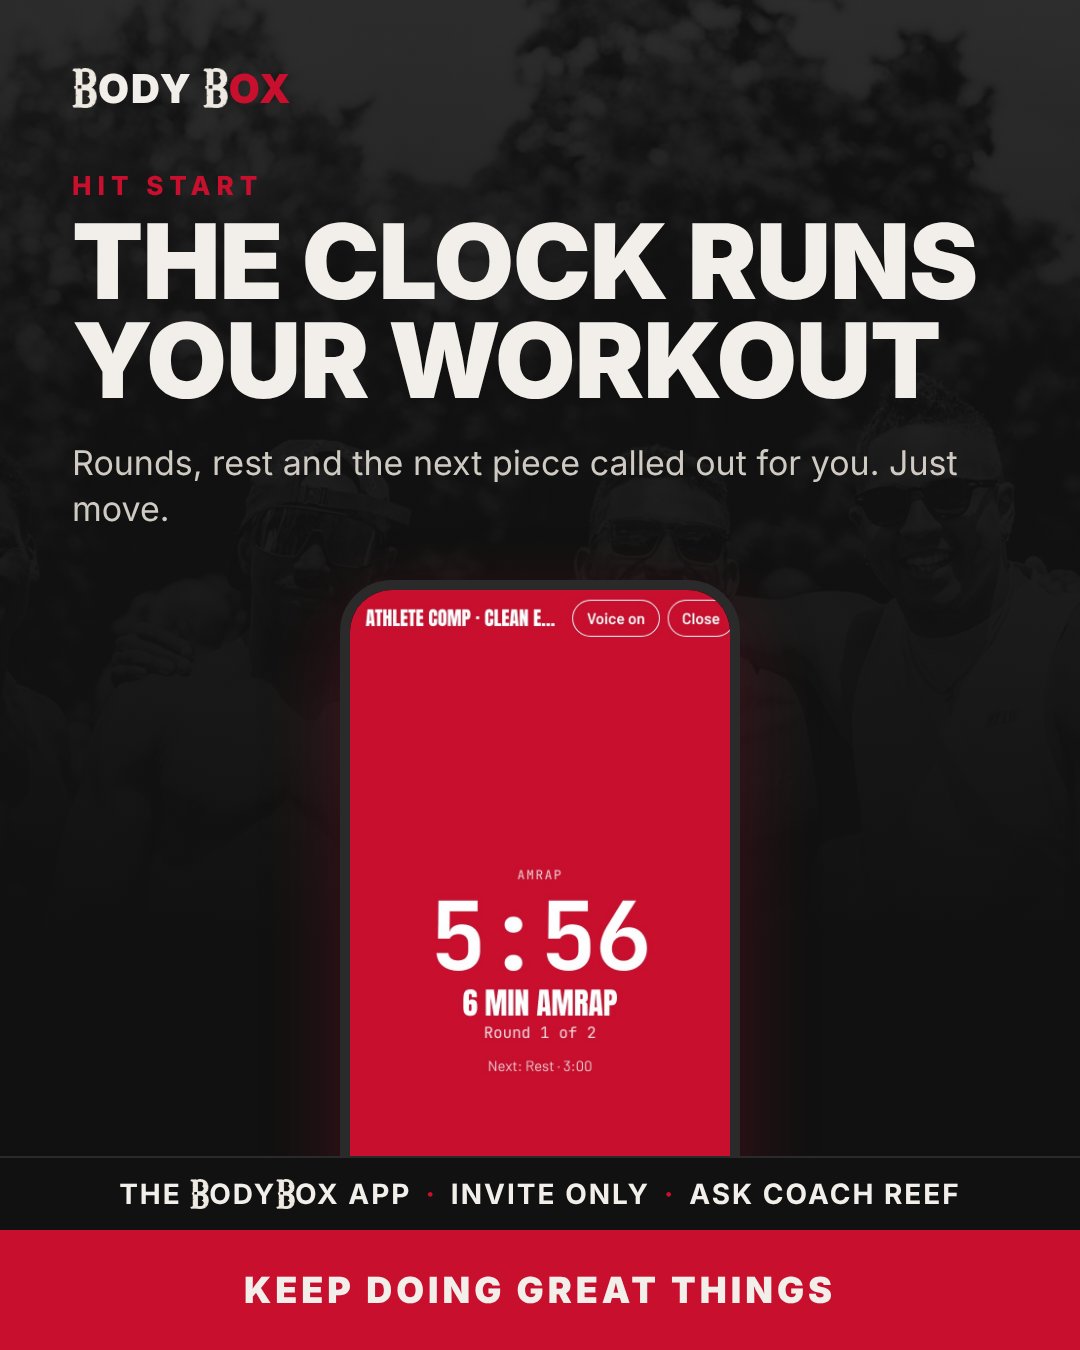 BODY BOX
HIT START
THE CLOCK RUNS
YOUR WORKOUT
Rounds, rest and the next piece called out for you. Just
move.
ATHLETE COMP · CLEAN E... Voice on Close
AMRAP
5:56
6 MIN AMRAP
Round 1 of 2
Next: Rest · 3:00
THE BODYBOX APP · INVITE ONLY · ASK COACH REEF
KEEP DOING GREAT THINGS